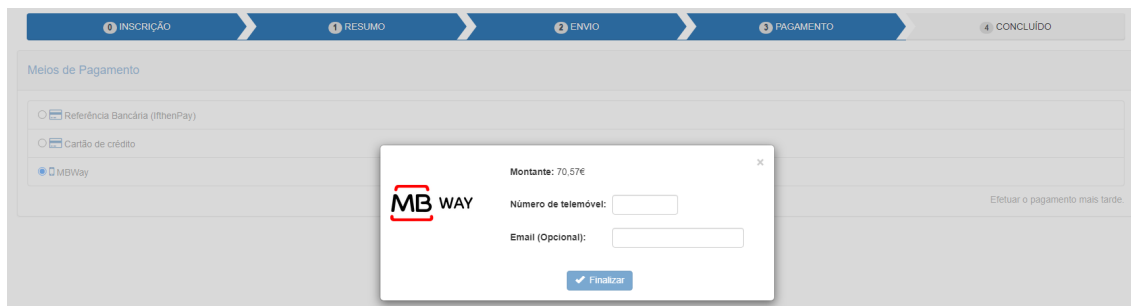 0 INSCRIÇÃO
1 RESUMO
2 ENVIO
3 PAGAMENTO
4 CONCLUÍDO
Meios de Pagamento
Referência Bancária (IfthenPay)
Cartão de crédito
MBWay
×
Montante: 70,57€
MB WAY
Número de telemóvel:
Email (Opcional):
Finalizar
Efetuar o pagamento mais tarde.